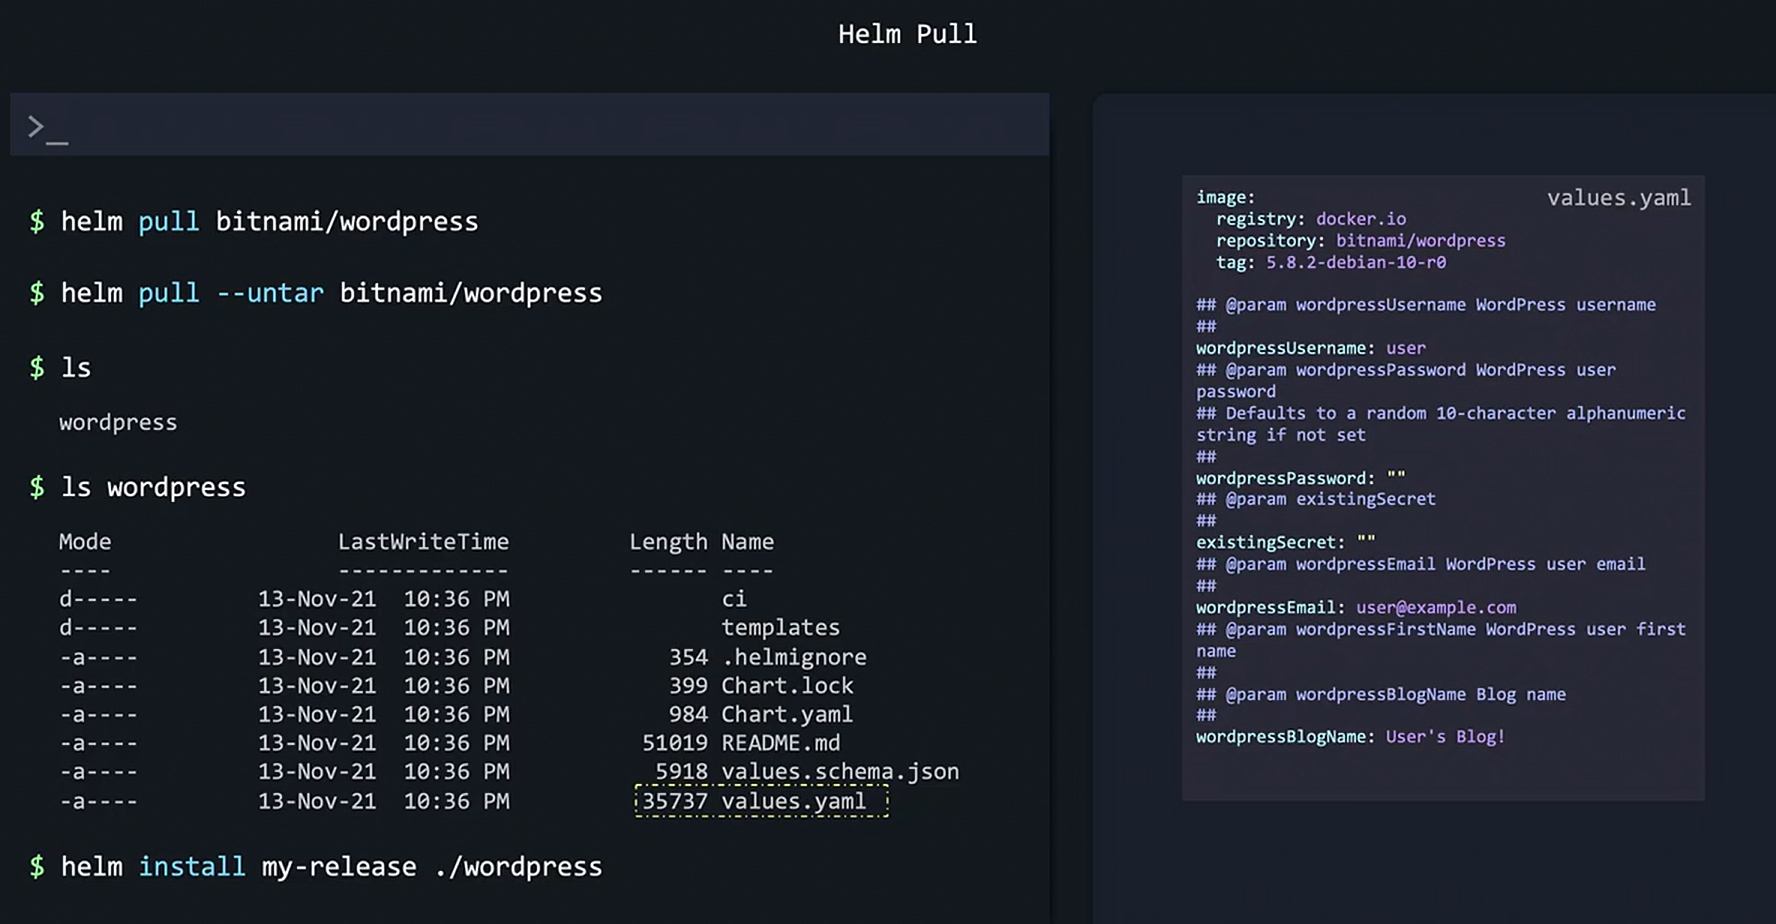 Helm Pull
>_
$ helm pull bitnami/wordpress
$ helm pull --untar bitnami/wordpress
$ ls
wordpress
$ ls wordpress
Mode LastWriteTime Length Name
---- ------------- ------ ----
d----- 13-Nov-21 10:36 PM ci
d----- 13-Nov-21 10:36 PM templates
-a---- 13-Nov-21 10:36 PM 354 .helmignore
-a---- 13-Nov-21 10:36 PM 399 Chart.lock
-a---- 13-Nov-21 10:36 PM 984 Chart.yaml
-a---- 13-Nov-21 10:36 PM 51019 README.md
-a---- 13-Nov-21 10:36 PM 5918 values.schema.json
-a---- 13-Nov-21 10:36 PM 35737 values.yaml
$ helm install my-release ./wordpress
values.yaml
image:
  registry: docker.io
  repository: bitnami/wordpress
  tag: 5.8.2-debian-10-r0
## @param wordpressUsername WordPress username
##
wordpressUsername: user
## @param wordpressPassword WordPress user
password
## Defaults to a random 10-character alphanumeric
string if not set
##
wordpressPassword: ""
## @param existingSecret
##
existingSecret: ""
## @param wordpressEmail WordPress user email
##
wordpressEmail: user@example.com
## @param wordpressFirstName WordPress user first
name
##
## @param wordpressBlogName Blog name
##
wordpressBlogName: User's Blog!